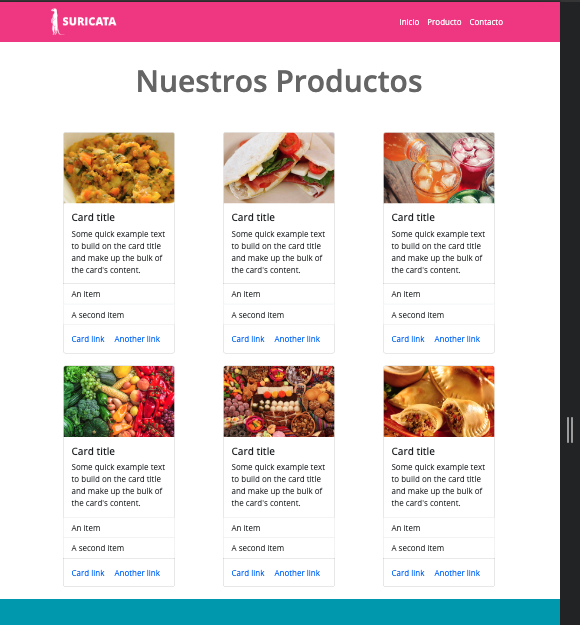 SURICATA
Inicio Producto Contacto
Nuestros Productos
Card title
Some quick example text
to build on the card title
and make up the bulk of
the card's content.
An item
A second item
Card link Another link
Card title
Some quick example text
to build on the card title
and make up the bulk of
the card's content.
An item
A second item
Card link Another link
Card title
Some quick example text
to build on the card title
and make up the bulk of
the card's content.
An item
A second item
Card link Another link
Card title
Some quick example text
to build on the card title
and make up the bulk of
the card's content.
An item
A second item
Card link Another link
Card title
Some quick example text
to build on the card title
and make up the bulk of
the card's content.
An item
A second item
Card link Another link
Card title
Some quick example text
to build on the card title
and make up the bulk of
the card's content.
An item
A second item
Card link Another link